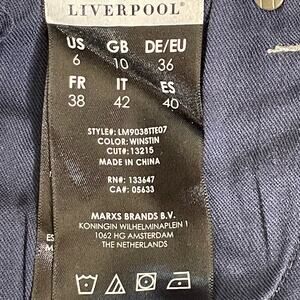 LIVERPOOL®
US GB DE/EU
6 10 36
FR IT ES
38 42 40
STYLE#: LM9038TTE07
COLOR: WINSTIN
CUT#: 13215
MADE IN CHINA
RN#: 133647
CA#: 05633
MARXS BRANDS B.V.
KONINGIN WILHELMINAPLEIN 1
1062 HG AMSTERDAM
THE NETHERLANDS